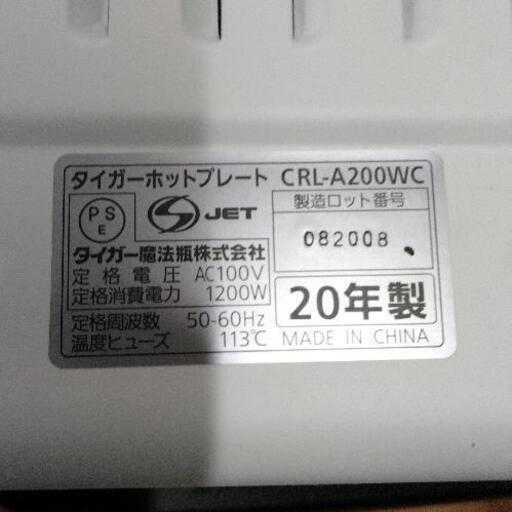 タイガーホットプレート CRL-A200WC
PS
E
JET
製造ロット番号
082008
タイガー魔法瓶株式会社
定格電圧 AC100V
定格消費電力 1200W
20年製
定格周波数 50-60Hz
温度ヒューズ 113℃
MADE IN CHINA